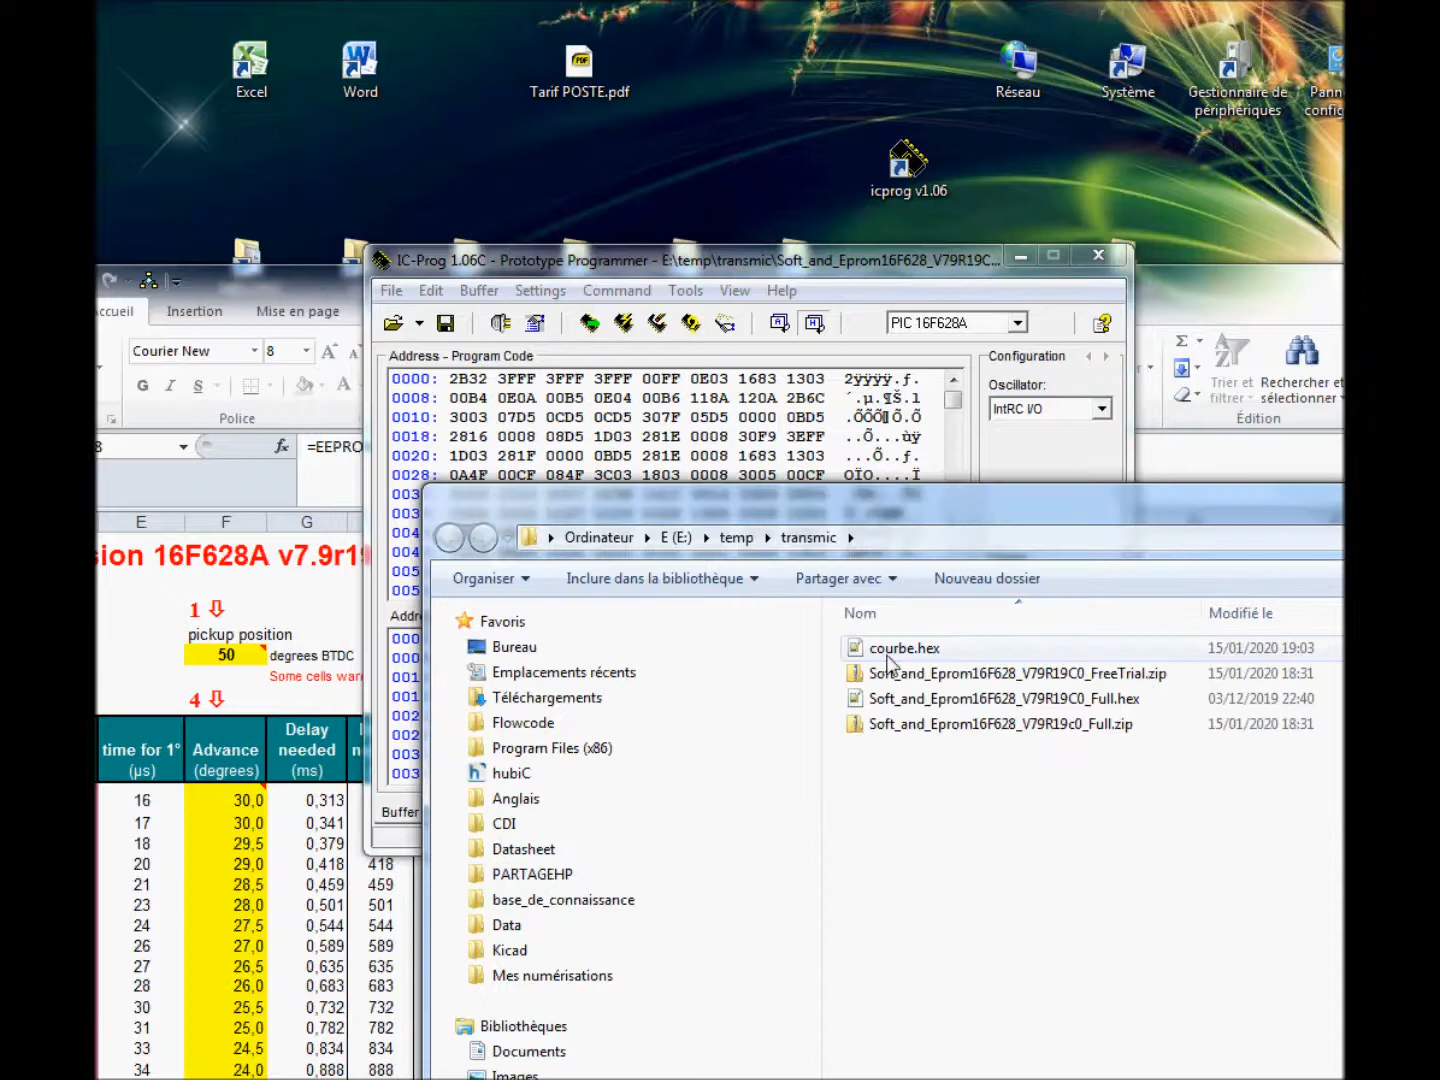 Excel
Word
Tarif POSTE.pdf
Réseau
Système
Gestionnaire de
périphériques
Pann
config
icprog v1.06
IC-Prog 1.06C - Prototype Programmer - E:\temp\transmic\Soft_and_Eprom16F628_V79R19C...
File Edit Buffer Settings Command Tools View Help
PIC 16F628A
Address - Program Code
0000: 2B32 3FFF 3FFF 3FFF 00FF 0E03 1683 1303
0008: 00B4 0E0A 00B5 0E04 00B6 118A 120A 2B6C
0010: 3003 07D5 0CD5 0CD5 307F 05D5 0000 0BD5
0018: 2816 0008 08D5 1D03 281E 0008 30F9 3EFF
0020: 1D03 281F 0000 0BD5 281E 0008 1683 1303
0028: 0A4F 00CF 084F 3C03 1803 0008 3005 00CF
Configuration
Oscillator:
IntRC I/O
Addre
Buffer
ccueil Insertion Mise en page
Courier New 8
G I S
Police
=EEPRO
Trier et
filtrer
Rechercher et
sélectionner
Édition
E F G
sion 16F628A v7.9r19
1
pickup position
50 degrees BTDC
Some cells war
4
time for 1°
(µs)
Advance
(degrees)
Delay
needed
(ms)
16 30,0 0,313
17 30,0 0,341
18 29,5 0,379
20 29,0 0,418 418
21 28,5 0,459 459
23 28,0 0,501 501
24 27,5 0,544 544
26 27,0 0,589 589
27 26,5 0,635 635
28 26,0 0,683 683
30 25,5 0,732 732
31 25,0 0,782 782
33 24,5 0,834 834
34 24,0 0,888 888
Ordinateur E (E:) temp transmic
Organiser Inclure dans la bibliothèque Partager avec Nouveau dossier
Nom Modifié le
courbe.hex 15/01/2020 19:03
Soft_and_Eprom16F628_V79R19C0_FreeTrial.zip 15/01/2020 18:31
Soft_and_Eprom16F628_V79R19C0_Full.hex 03/12/2019 22:40
Soft_and_Eprom16F628_V79R19c0_Full.zip 15/01/2020 18:31
Favoris
Bureau
Emplacements récents
Téléchargements
Flowcode
Program Files (x86)
hubiC
Anglais
CDI
Datasheet
PARTAGEHP
base_de_connaissance
Data
Kicad
Mes numérisations
Bibliothèques
Documents
Images